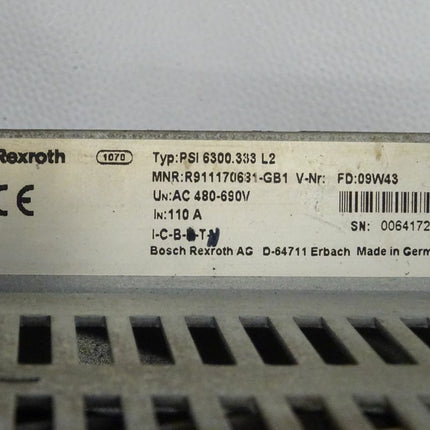 Rexroth 1070 Typ:PSI 6300.333 L2
MNR:R911170631-GB1 V-Nr: FD:09W43
CE UN:AC 480-690V
IN:110 A
SN: 0064172
I-C-B- -T-
Bosch Rexroth AG D-64711 Erbach Made in Germ